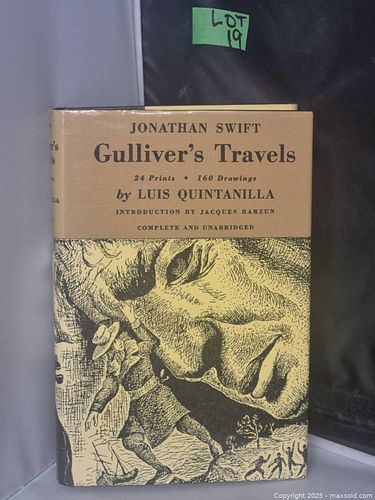 LOT
19
JONATHAN SWIFT
Gulliver's Travels
24 Prints • 160 Drawings
by LUIS QUINTANILLA
INTRODUCTION BY JACQUES BARZUN
COMPLETE AND UNABRIDGED
Copyright © 2025 - maxsold.com